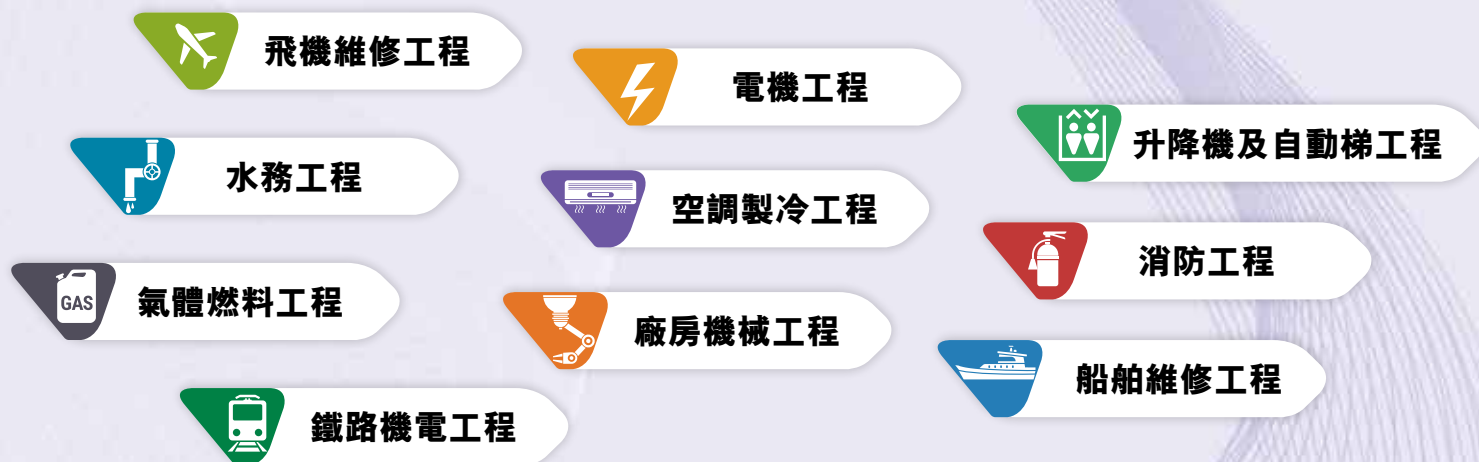 飛機維修工程
電機工程
升降機及自動梯工程
水務工程
空調製冷工程
消防工程
GAS
氣體燃料工程
廠房機械工程
船舶維修工程
鐵路機電工程